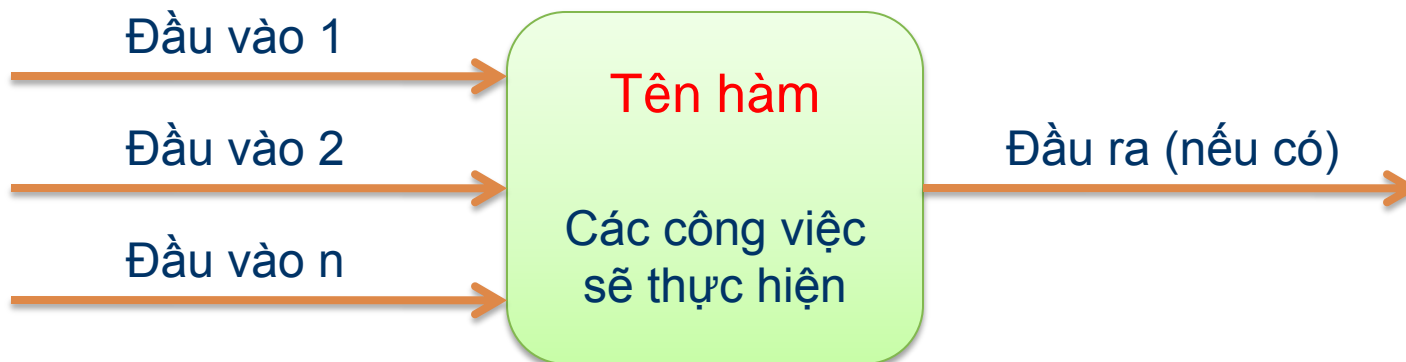 Đầu vào 1
Đầu vào 2
Đầu vào n
Tên hàm
Các công việc
sẽ thực hiện
Đầu ra (nếu có)